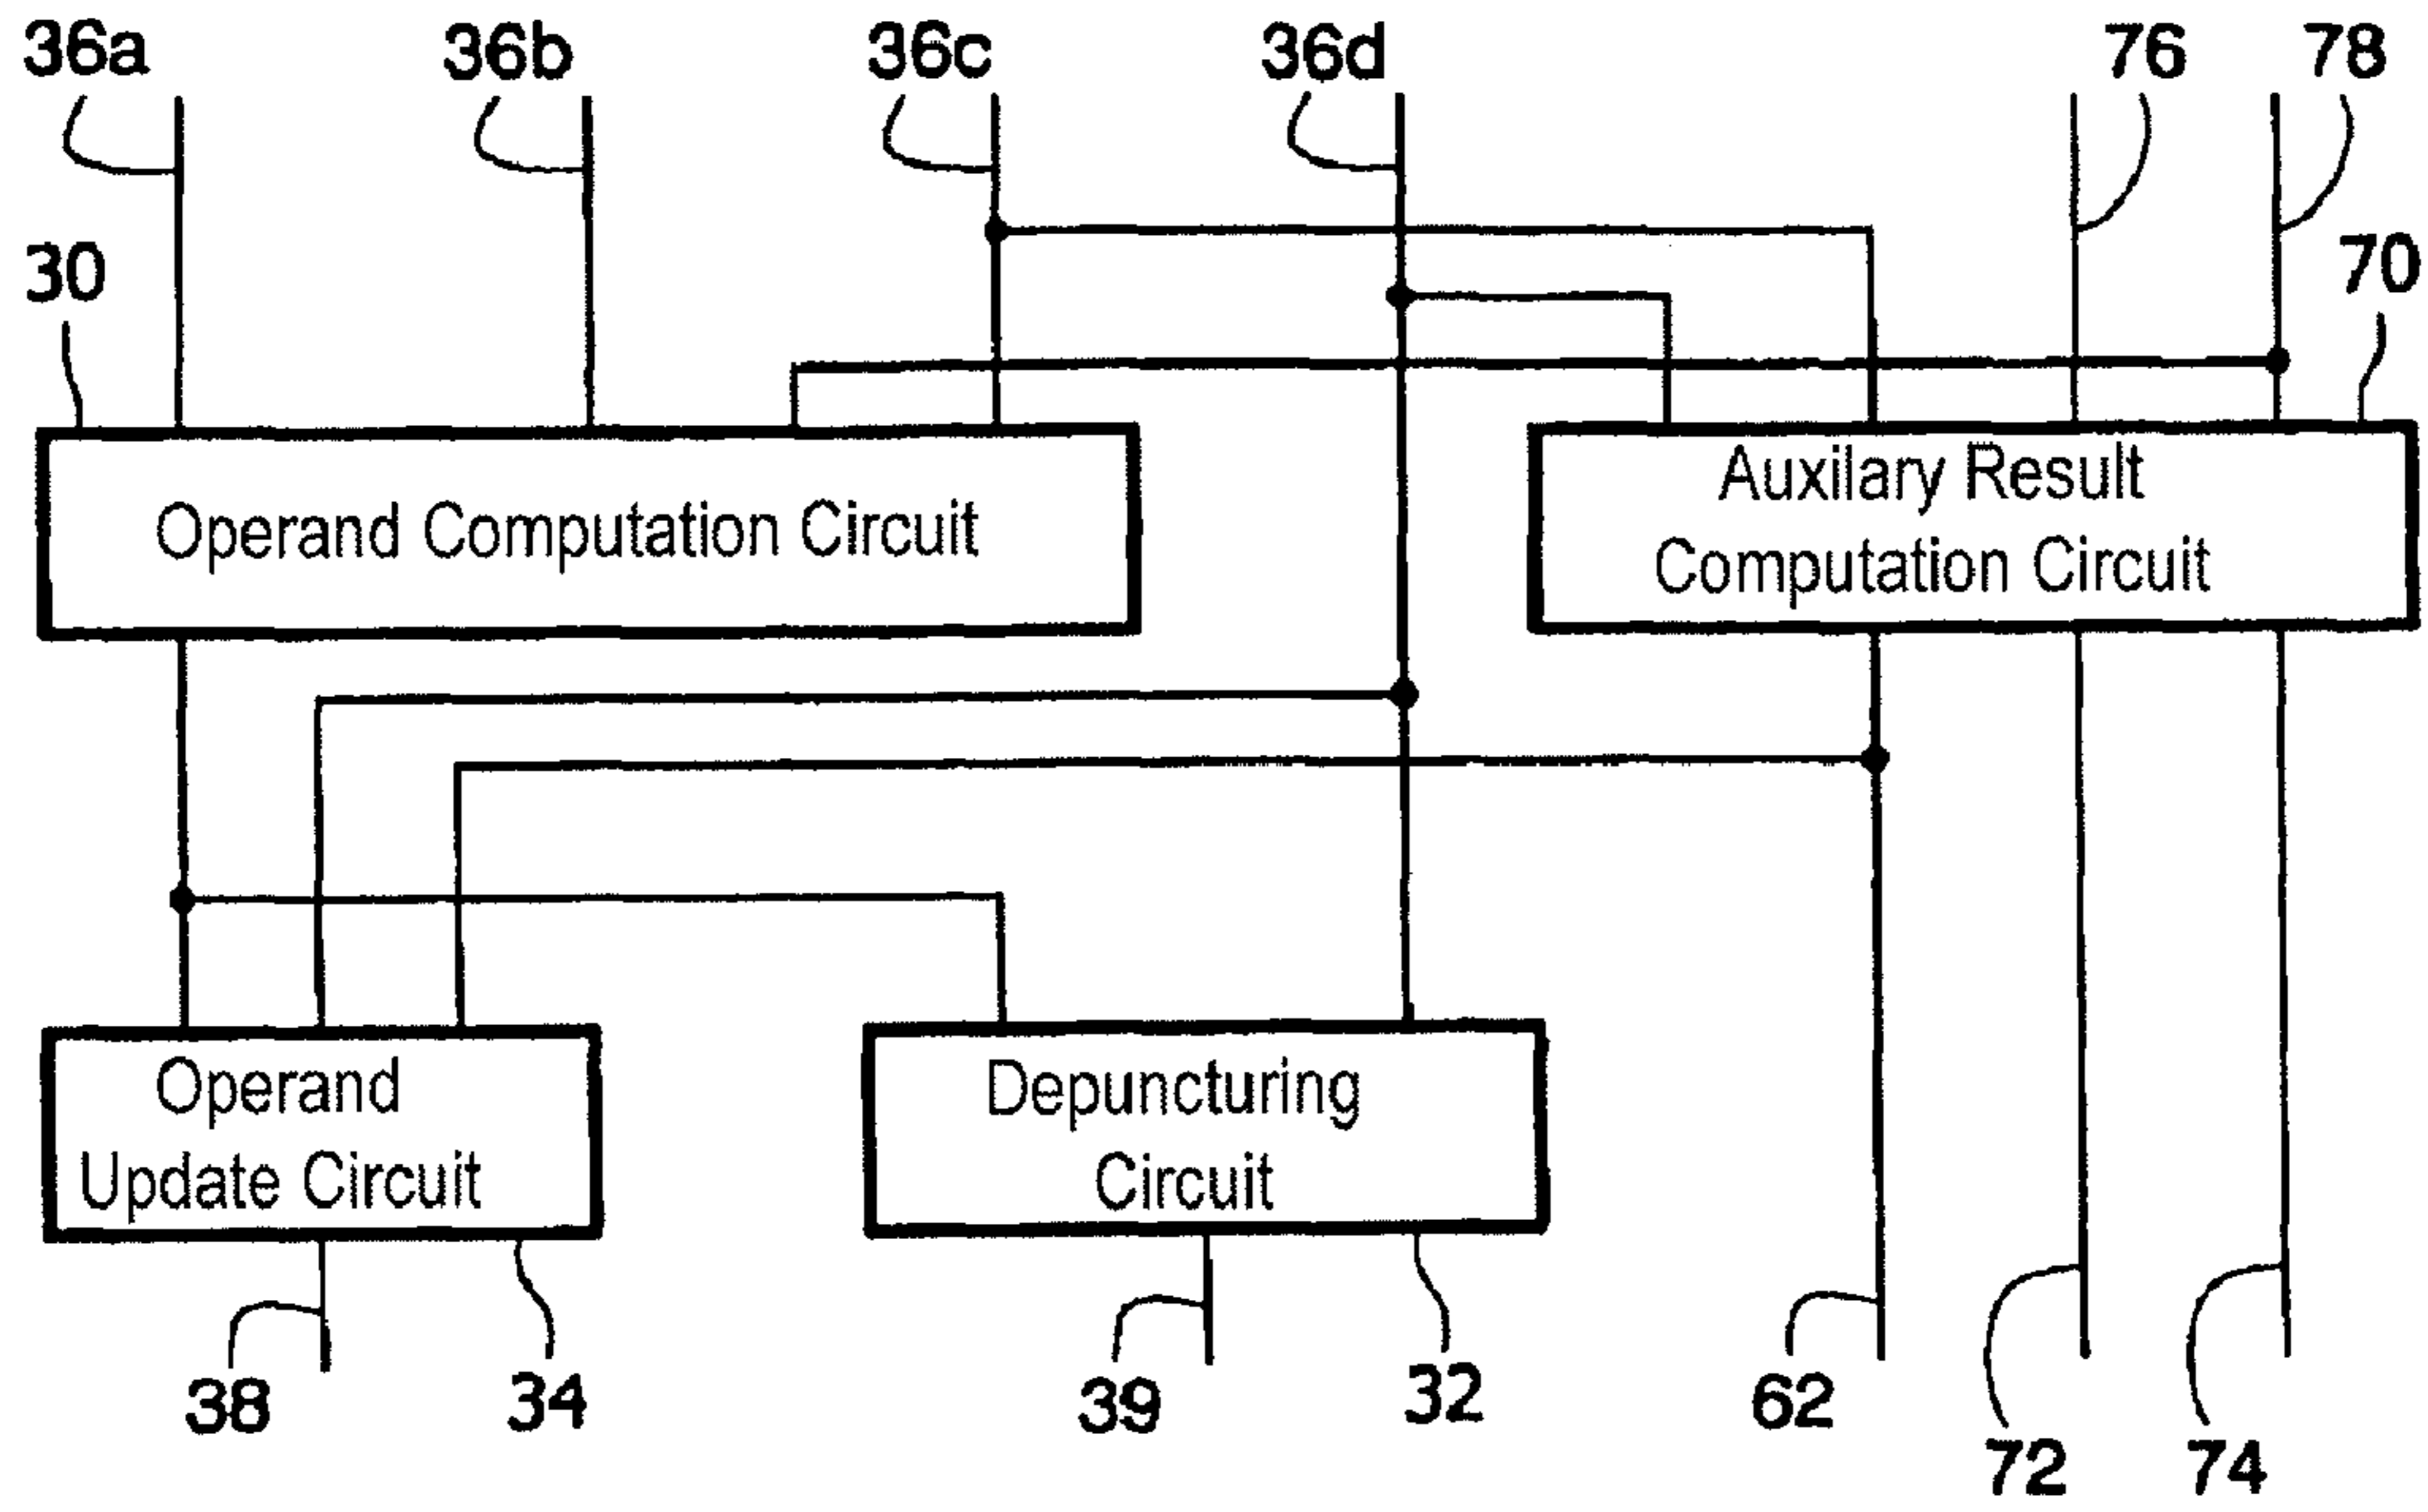 36a 36b 36c 36d 76 78
30 70
Operand Computation Circuit
Auxilary Result
Computation Circuit
Operand
Update Circuit
Depuncturing
Circuit
38 34 39 32 62
72 74